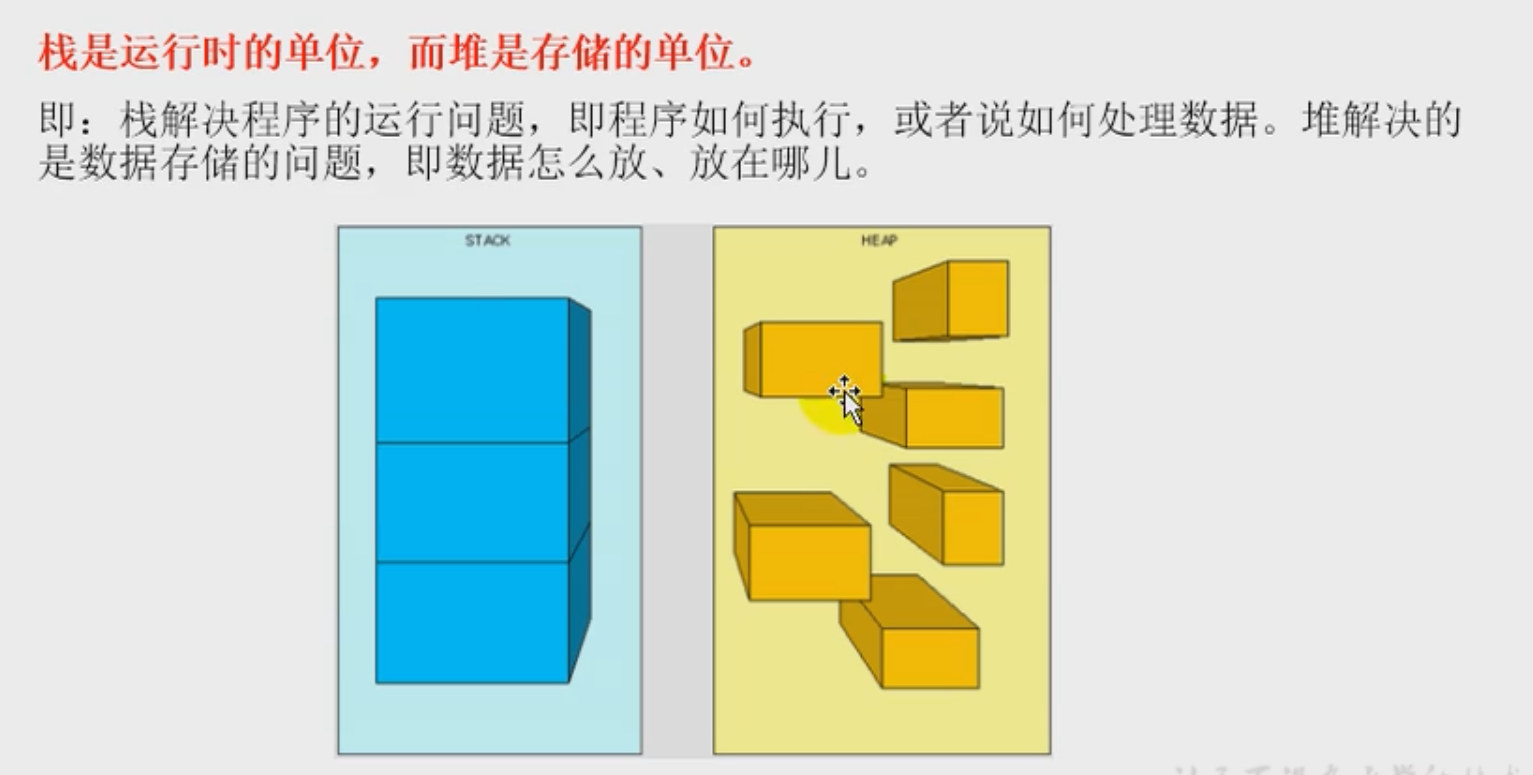 栈是运行时的单位，而堆是存储的单位。
即：栈解决程序的运行问题，即程序如何执行，或者说如何处理数据。堆解决的
是数据存储的问题，即数据怎么放、放在哪儿。
STACK
HEAP